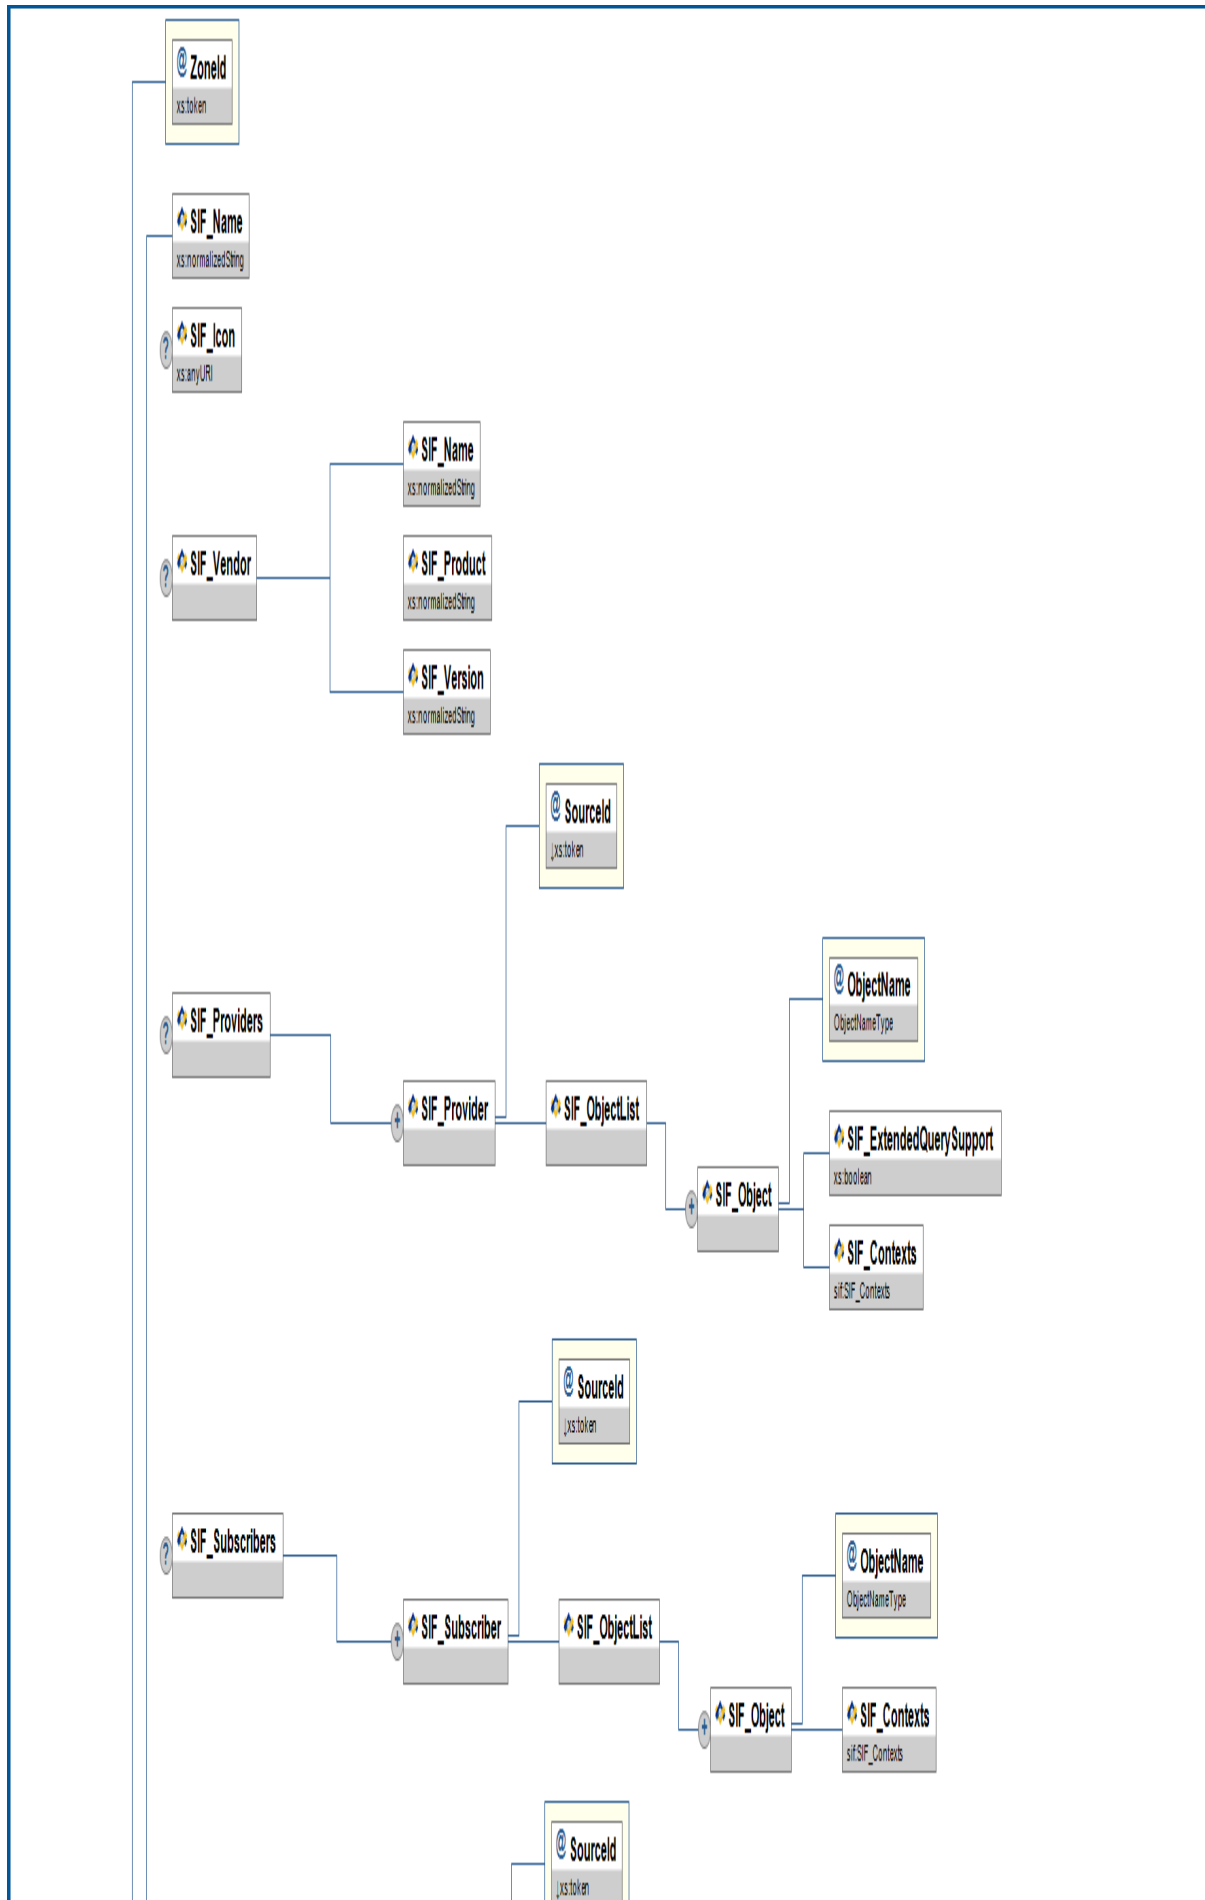 @ ZoneId
xs:token
SIF_Name
xs:normalizedString
? SIF_Icon
xs:anyURI
SIF_Name
xs:normalizedString
? SIF_Vendor
SIF_Product
xs:normalizedString
SIF_Version
xs:normalizedString
@ SourceId
↓xs:token
@ ObjectName
ObjectNameType
? SIF_Providers
+ SIF_Provider
SIF_ObjectList
SIF_ExtendedQuerySupport
xs:boolean
+ SIF_Object
SIF_Contexts
sif:SIF_Contexts
@ SourceId
↓xs:token
? SIF_Subscribers
@ ObjectName
ObjectNameType
+ SIF_Subscriber
SIF_ObjectList
+ SIF_Object
SIF_Contexts
sif:SIF_Contexts
@ SourceId
↓xs:token